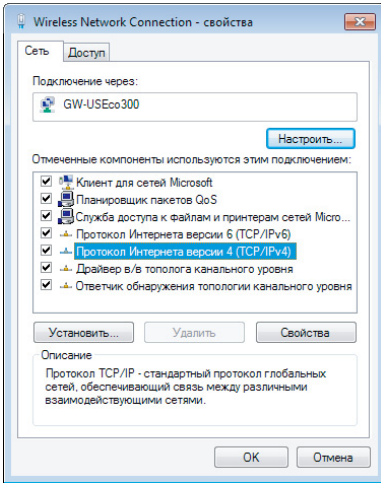 Wireless Network Connection - свойства
Сеть
Доступ
Подключение через:
GW-USEco300
Настроить...
Отмеченные компоненты используются этим подключением:
Клиент для сетей Microsoft
Планировщик пакетов QoS
Служба доступа к файлам и принтерам сетей Micro...
Протокол Интернета версии 6 (TCP/IPv6)
Протокол Интернета версии 4 (TCP/IPv4)
Драйвер в/в тополога канального уровня
Ответчик обнаружения топологии канального уровня
Установить...
Удалить
Свойства
Описание
Протокол TCP/IP - стандартный протокол глобальных
сетей, обеспечивающий связь между различными
взаимодействующими сетями.
OK
Отмена